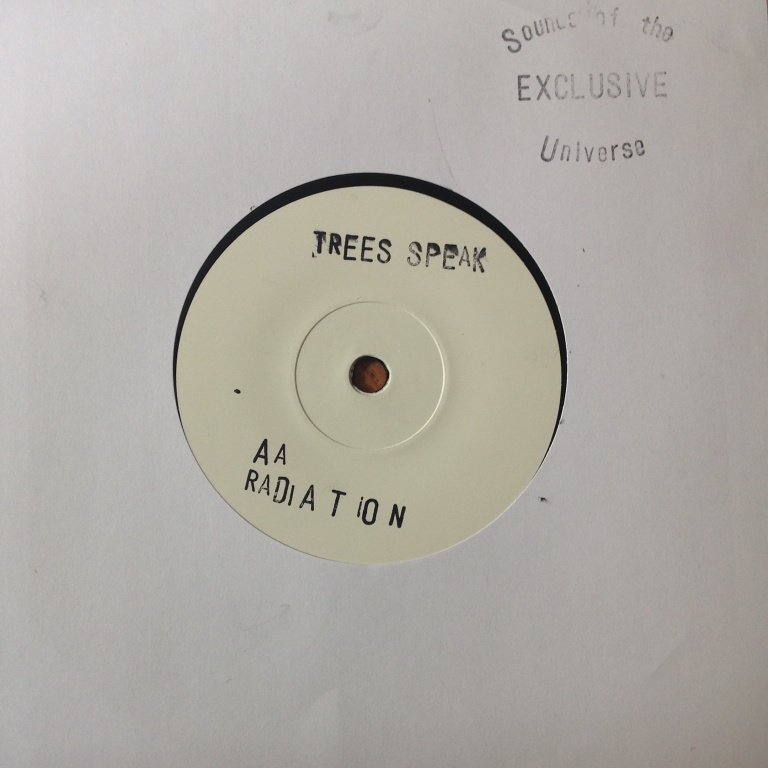 Sounds of the
EXCLUSIVE
Universe
TREES SPEAK
AA
RADIATION